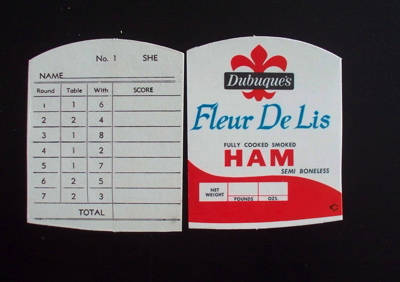 No. 1 SHE
NAME
Round Table With SCORE
1 1 6
2 2 4
3 1 8
4 1 2
5 1 7
6 2 5
7 2 3
TOTAL
Dubuque's
Fleur De Lis
FULLY COOKED SMOKED
HAM
SEMI BONELESS
NET WEIGHT
POUNDS OZS.